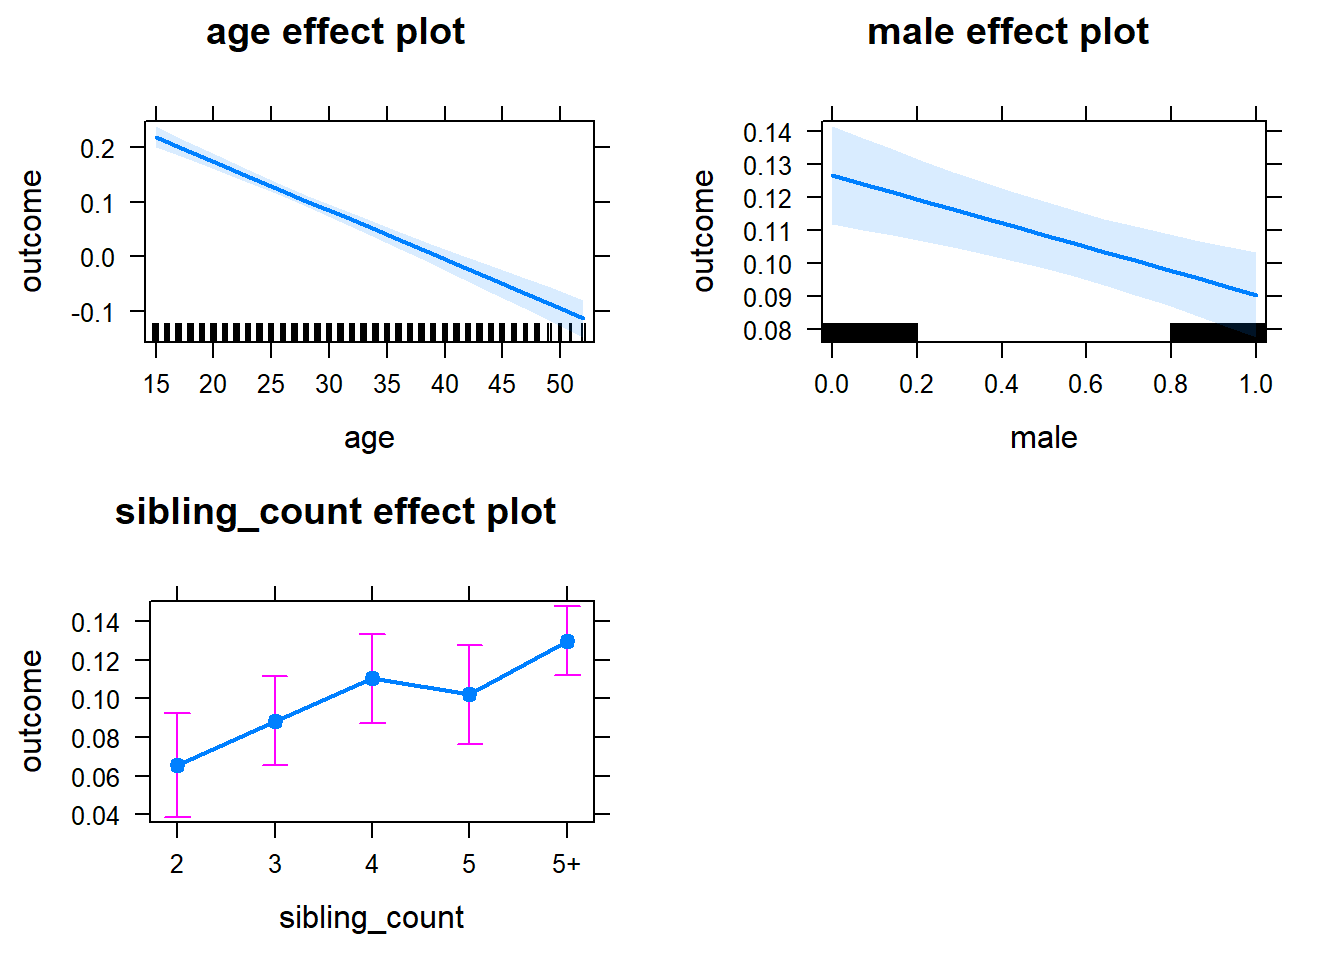 age effect plot
outcome
0.2
0.1
0.0
-0.1
15 20 25 30 35 40 45 50
age
male effect plot
outcome
0.14
0.13
0.12
0.11
0.10
0.09
0.08
0.0 0.2 0.4 0.6 0.8 1.0
male
sibling_count effect plot
outcome
0.14
0.12
0.10
0.08
0.06
0.04
2 3 4 5 5+
sibling_count